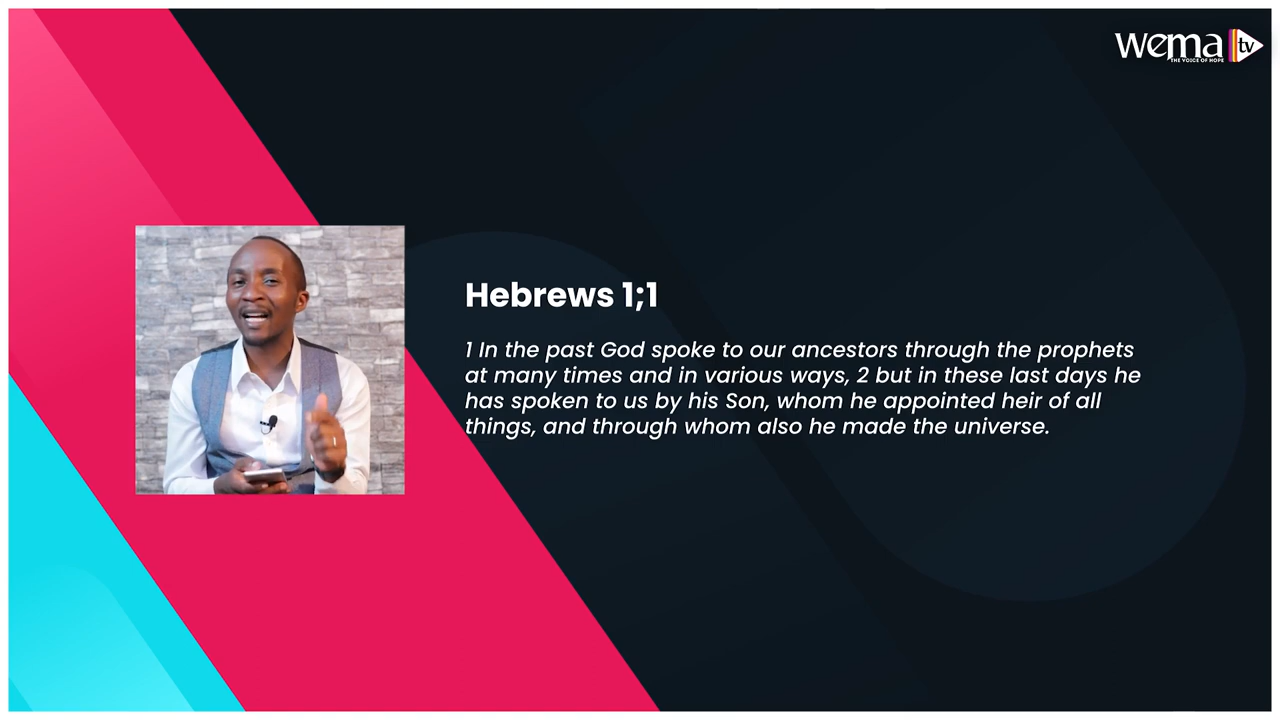 wema tv
THE VOICE OF HOPE
Hebrews 1;1
1 In the past God spoke to our ancestors through the prophets
at many times and in various ways, 2 but in these last days he
has spoken to us by his Son, whom he appointed heir of all
things, and through whom also he made the universe.